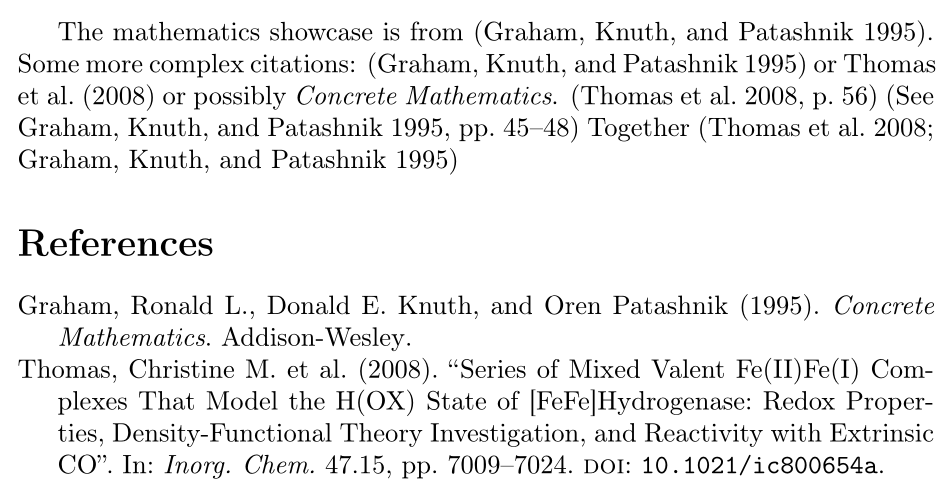 The mathematics showcase is from (Graham, Knuth, and Patashnik 1995).
Some more complex citations: (Graham, Knuth, and Patashnik 1995) or Thomas
et al. (2008) or possibly Concrete Mathematics. (Thomas et al. 2008, p. 56) (See
Graham, Knuth, and Patashnik 1995, pp. 45–48) Together (Thomas et al. 2008;
Graham, Knuth, and Patashnik 1995)
References
Graham, Ronald L., Donald E. Knuth, and Oren Patashnik (1995). Concrete
Mathematics. Addison-Wesley.
Thomas, Christine M. et al. (2008). “Series of Mixed Valent Fe(II)Fe(I) Com-
plexes That Model the H(OX) State of [FeFe]Hydrogenase: Redox Proper-
ties, Density-Functional Theory Investigation, and Reactivity with Extrinsic
CO”. In: Inorg. Chem. 47.15, pp. 7009–7024. DOI: 10.1021/ic800654a.